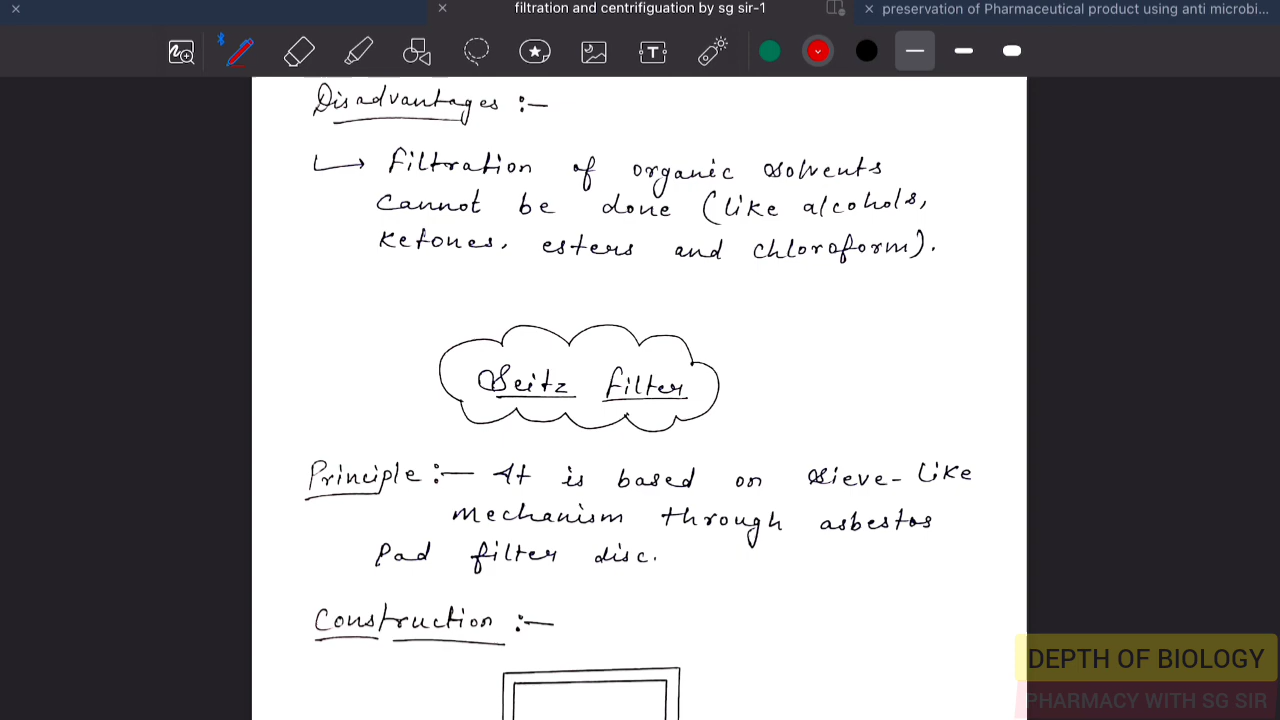 filtration and centrifiguation by sg sir-1
preservation of Pharmaceutical product using anti microbi...
Disadvantages :-
↳ Filtration of organic solvents
cannot be done (like alcohols,
ketones, esters and chloroform).
Seitz filter
Principle :- It is based on sieve-like
mechanism through asbestos
pad filter disc.
Construction :-
DEPTH OF BIOLOGY
PHARMACY WITH SG SIR